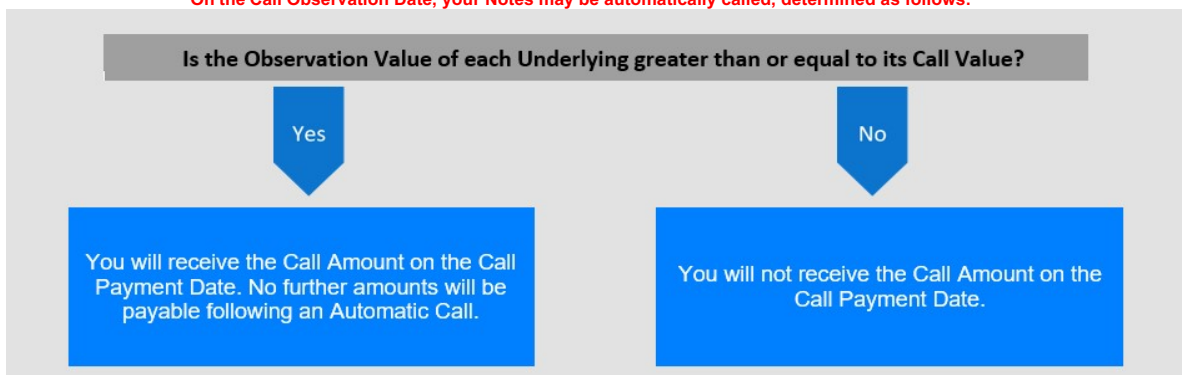 On the Call Observation Date, your Notes may be automatically called, determined as follows:
Is the Observation Value of each Underlying greater than or equal to its Call Value?
Yes
No
You will receive the Call Amount on the Call
Payment Date. No further amounts will be
payable following an Automatic Call.
You will not receive the Call Amount on the
Call Payment Date.